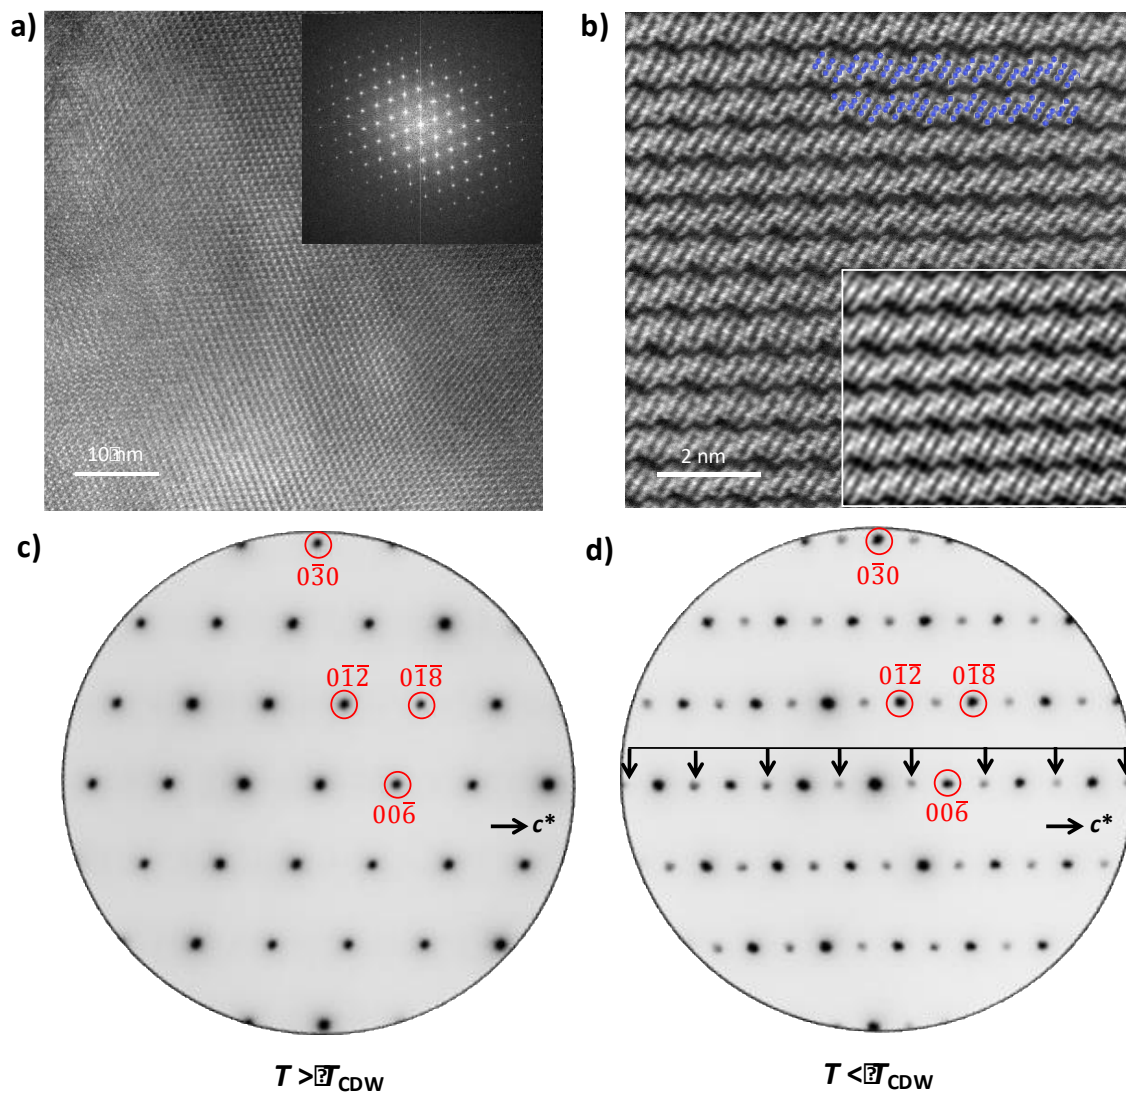 a)
b)
10 nm
2 nm
c)
d)
03̅0
03̅0
01̅2̅ 01̅8̅
01̅2̅ 01̅8̅
006̅
006̅
c*
c*
T > T_CDW
T < T_CDW